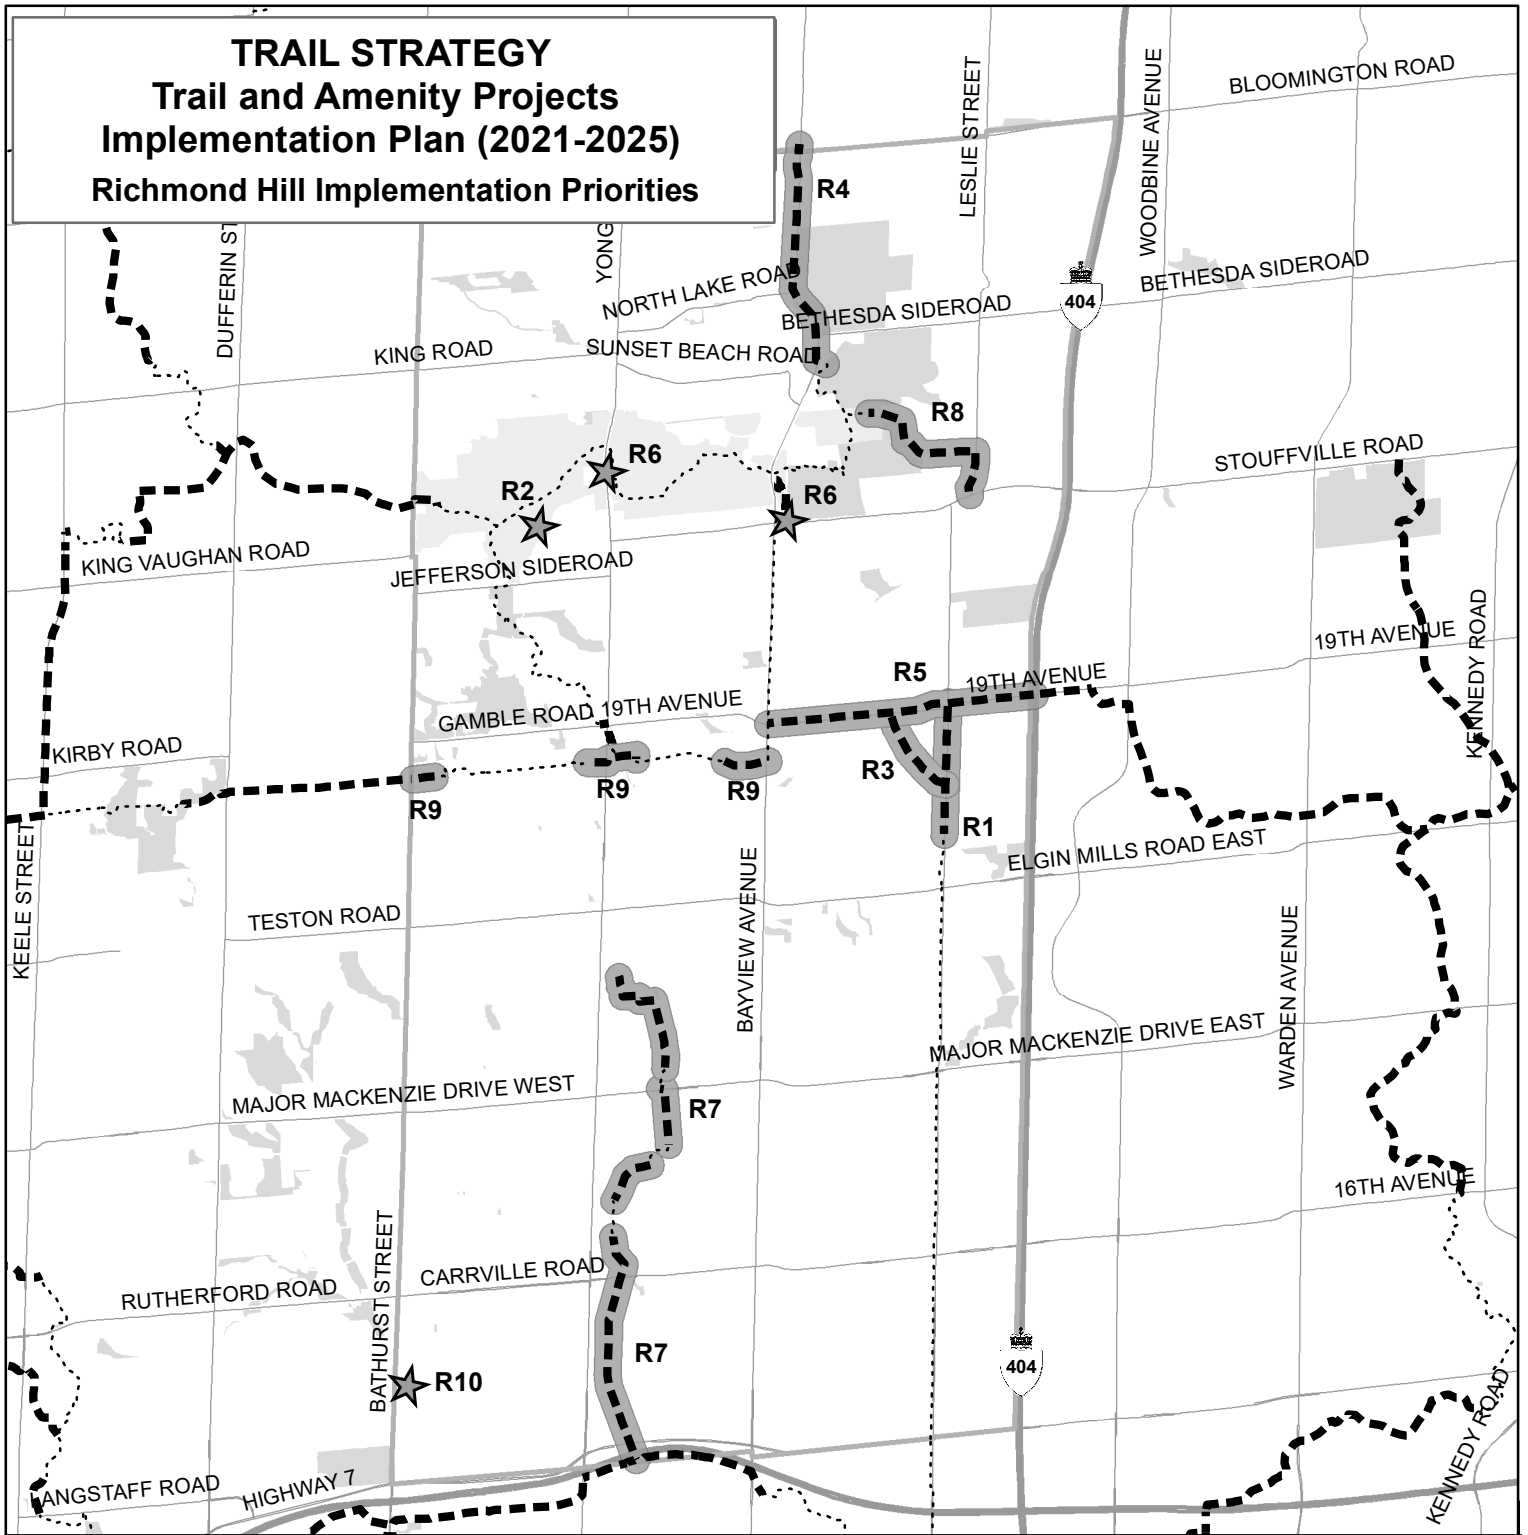 TRAIL STRATEGY
Trail and Amenity Projects
Implementation Plan (2021-2025)
Richmond Hill Implementation Priorities
BLOOMINGTON ROAD
LESLIE STREET
WOODBINE AVENUE
R4
DUFFERIN ST
YONG
NORTH LAKE ROAD
BETHESDA SIDEROAD
BETHESDA SIDEROAD
404
KING ROAD
SUNSET BEACH ROAD
R8
R6
STOUFFVILLE ROAD
R2
R6
KING VAUGHAN ROAD
JEFFERSON SIDEROAD
KENNEDY ROAD
19TH AVENUE
R5
19TH AVENUE
GAMBLE ROAD
19TH AVENUE
KIRBY ROAD
R3
R9
R9
R9
R1
ELGIN MILLS ROAD EAST
KEELE STREET
TESTON ROAD
BAYVIEW AVENUE
WARDEN AVENUE
MAJOR MACKENZIE DRIVE EAST
MAJOR MACKENZIE DRIVE WEST
R7
16TH AVENUE
BATHURST STREET
CARRVILLE ROAD
RUTHERFORD ROAD
R7
404
R10
KENNEDY ROAD
LANGSTAFF ROAD
HIGHWAY 7